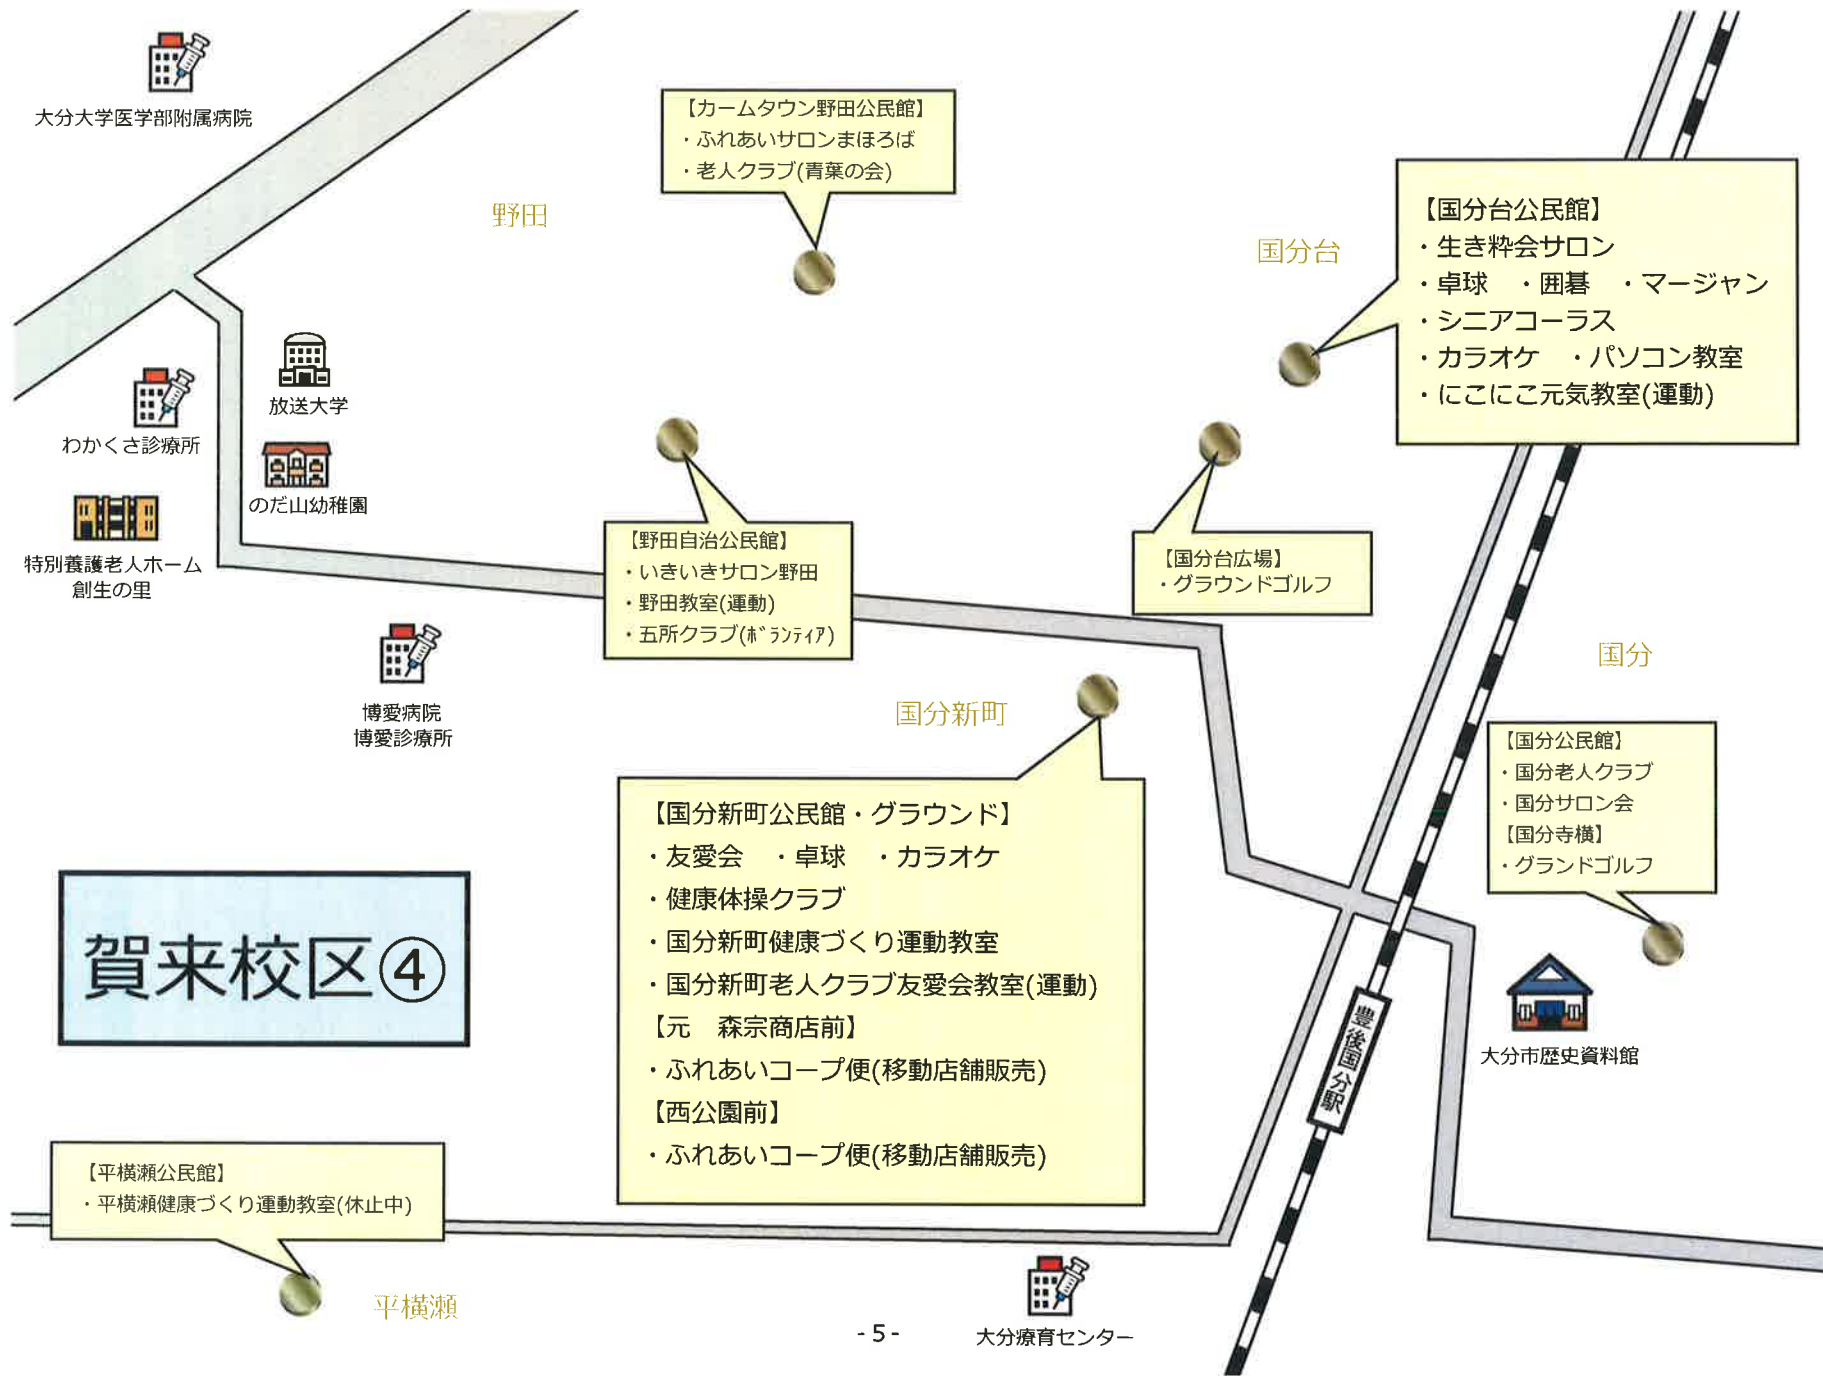 大分大学医学部附属病院
【カームタウン野田公民館】
・ふれあいサロンまほろば
・老人クラブ(青葉の会)
野田
国分台
【国分台公民館】
・生き粋会サロン
・卓球　・囲碁　・マージャン
・シニアコーラス
・カラオケ　・パソコン教室
・にこにこ元気教室(運動)
放送大学
わかくさ診療所
のだ山幼稚園
特別養護老人ホーム
創生の里
【野田自治公民館】
・いきいきサロン野田
・野田教室(運動)
・五所クラブ(ﾎﾞﾗﾝﾃｨｱ)
【国分台広場】
・グラウンドゴルフ
国分
博愛病院
博愛診療所
国分新町
【国分公民館】
・国分老人クラブ
・国分サロン会
【国分寺横】
・グランドゴルフ
【国分新町公民館・グラウンド】
・友愛会　・卓球　・カラオケ
・健康体操クラブ
・国分新町健康づくり運動教室
・国分新町老人クラブ友愛会教室(運動)
【元　森宗商店前】
・ふれあいコープ便(移動店舗販売)
【西公園前】
・ふれあいコープ便(移動店舗販売)
賀来校区④
豊後国分駅
大分市歴史資料館
【平横瀬公民館】
・平横瀬健康づくり運動教室(休止中)
平横瀬
大分療育センター
-5-